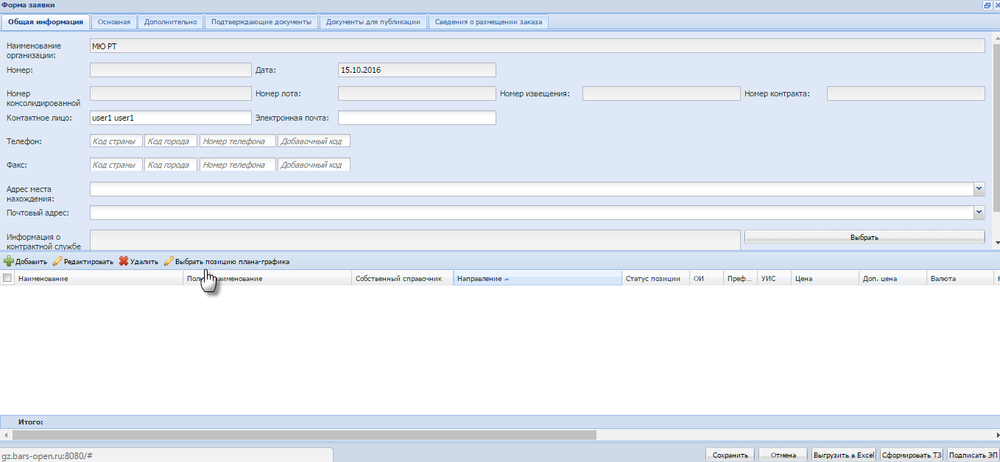 Форма заявки
Общая информация Основная Дополнительно Подтверждающие документы Документы для публикации Сведения о размещении заказа
Наименование
организации:
МЮ РТ
Номер: Дата: 15.10.2016
Номер
консолидированной
Номер лота: Номер извещения: Номер контракта:
Контактное лицо: user1 user1 Электронная почта:
Телефон: Код страны Код города Номер телефона Добавочный код
Факс: Код страны Код города Номер телефона Добавочный код
Адрес места
нахождения:
Почтовый адрес:
Информация о
контрактной службе
Выбрать
Добавить Редактировать Удалить Выбрать позицию плана-графика
Наименование Пол наименование Собственный справочник Направление Статус позиции ОИ Преф... УИС Цена Доп. цена Валюта
Итого:
gz.bars-open.ru:8080/# Сохранить Отмена Выгрузить в Excel Сформировать ТЗ Подписать ЭП